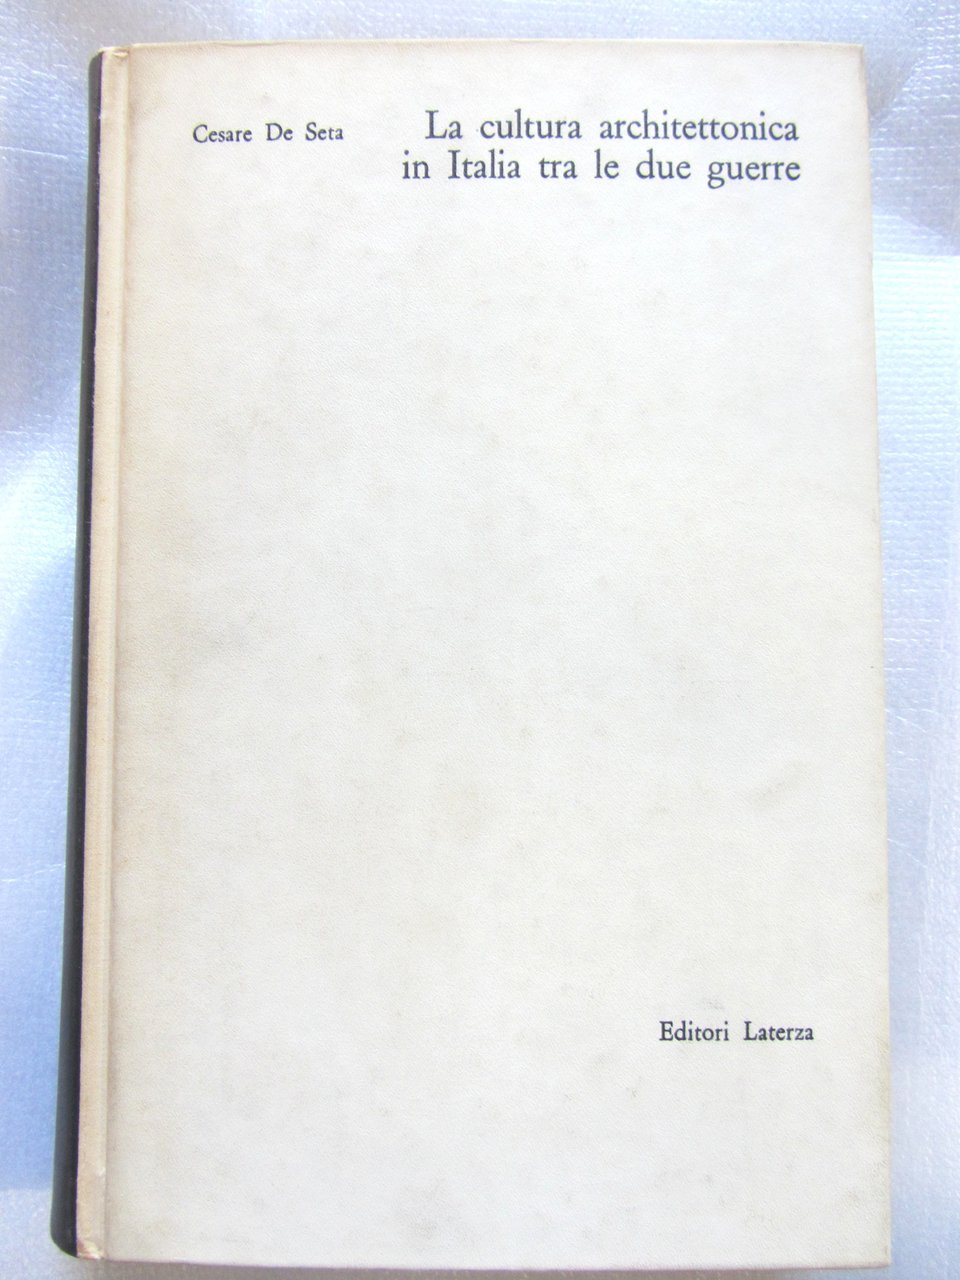 Cesare De Seta
La cultura architettonica
in Italia tra le due guerre
Editori Laterza